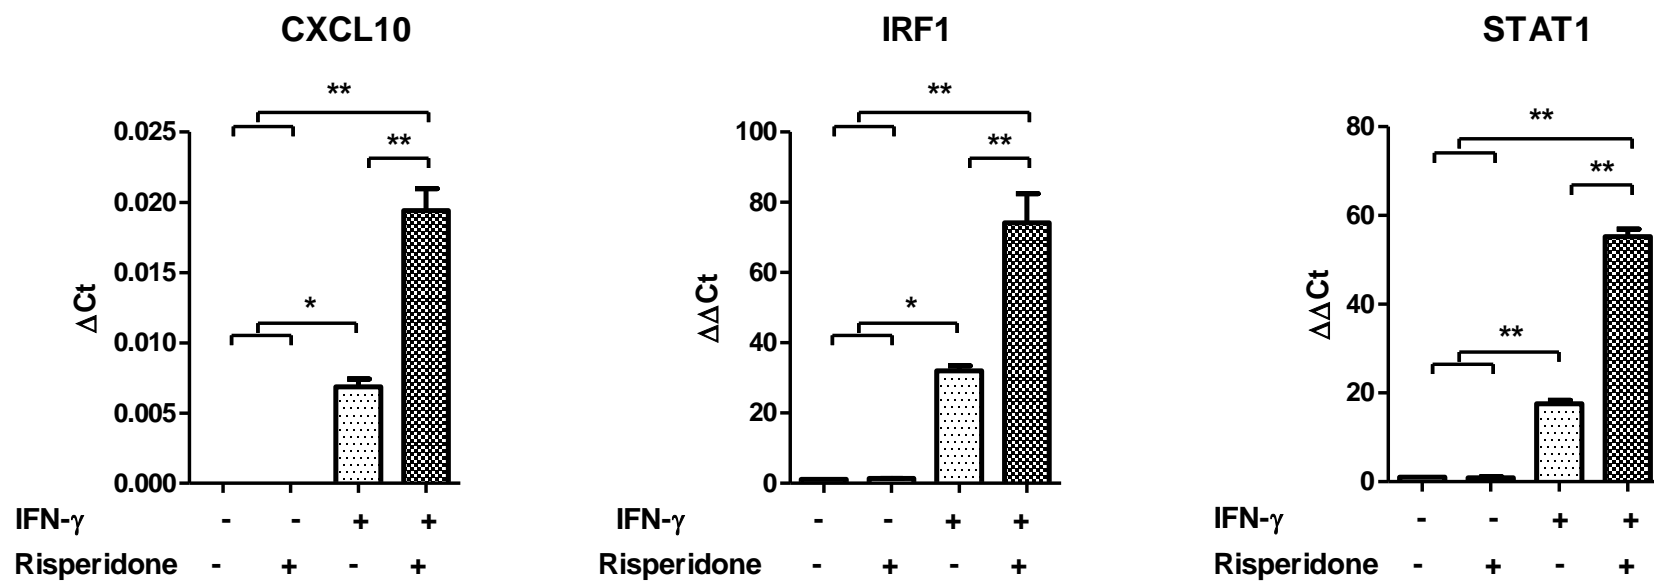 CXCL10
**
0.025
**
0.020
0.015
ΔCt
*
0.010
0.005
0.000
IFN-γ - - + +
Risperidone - + - +
IRF1
**
100
**
80
60
ΔΔCt
*
40
20
0
IFN-γ - - + +
Risperidone - + - +
STAT1
**
80
**
60
ΔΔCt
40
**
20
0
IFN-γ - - + +
Risperidone - + - +